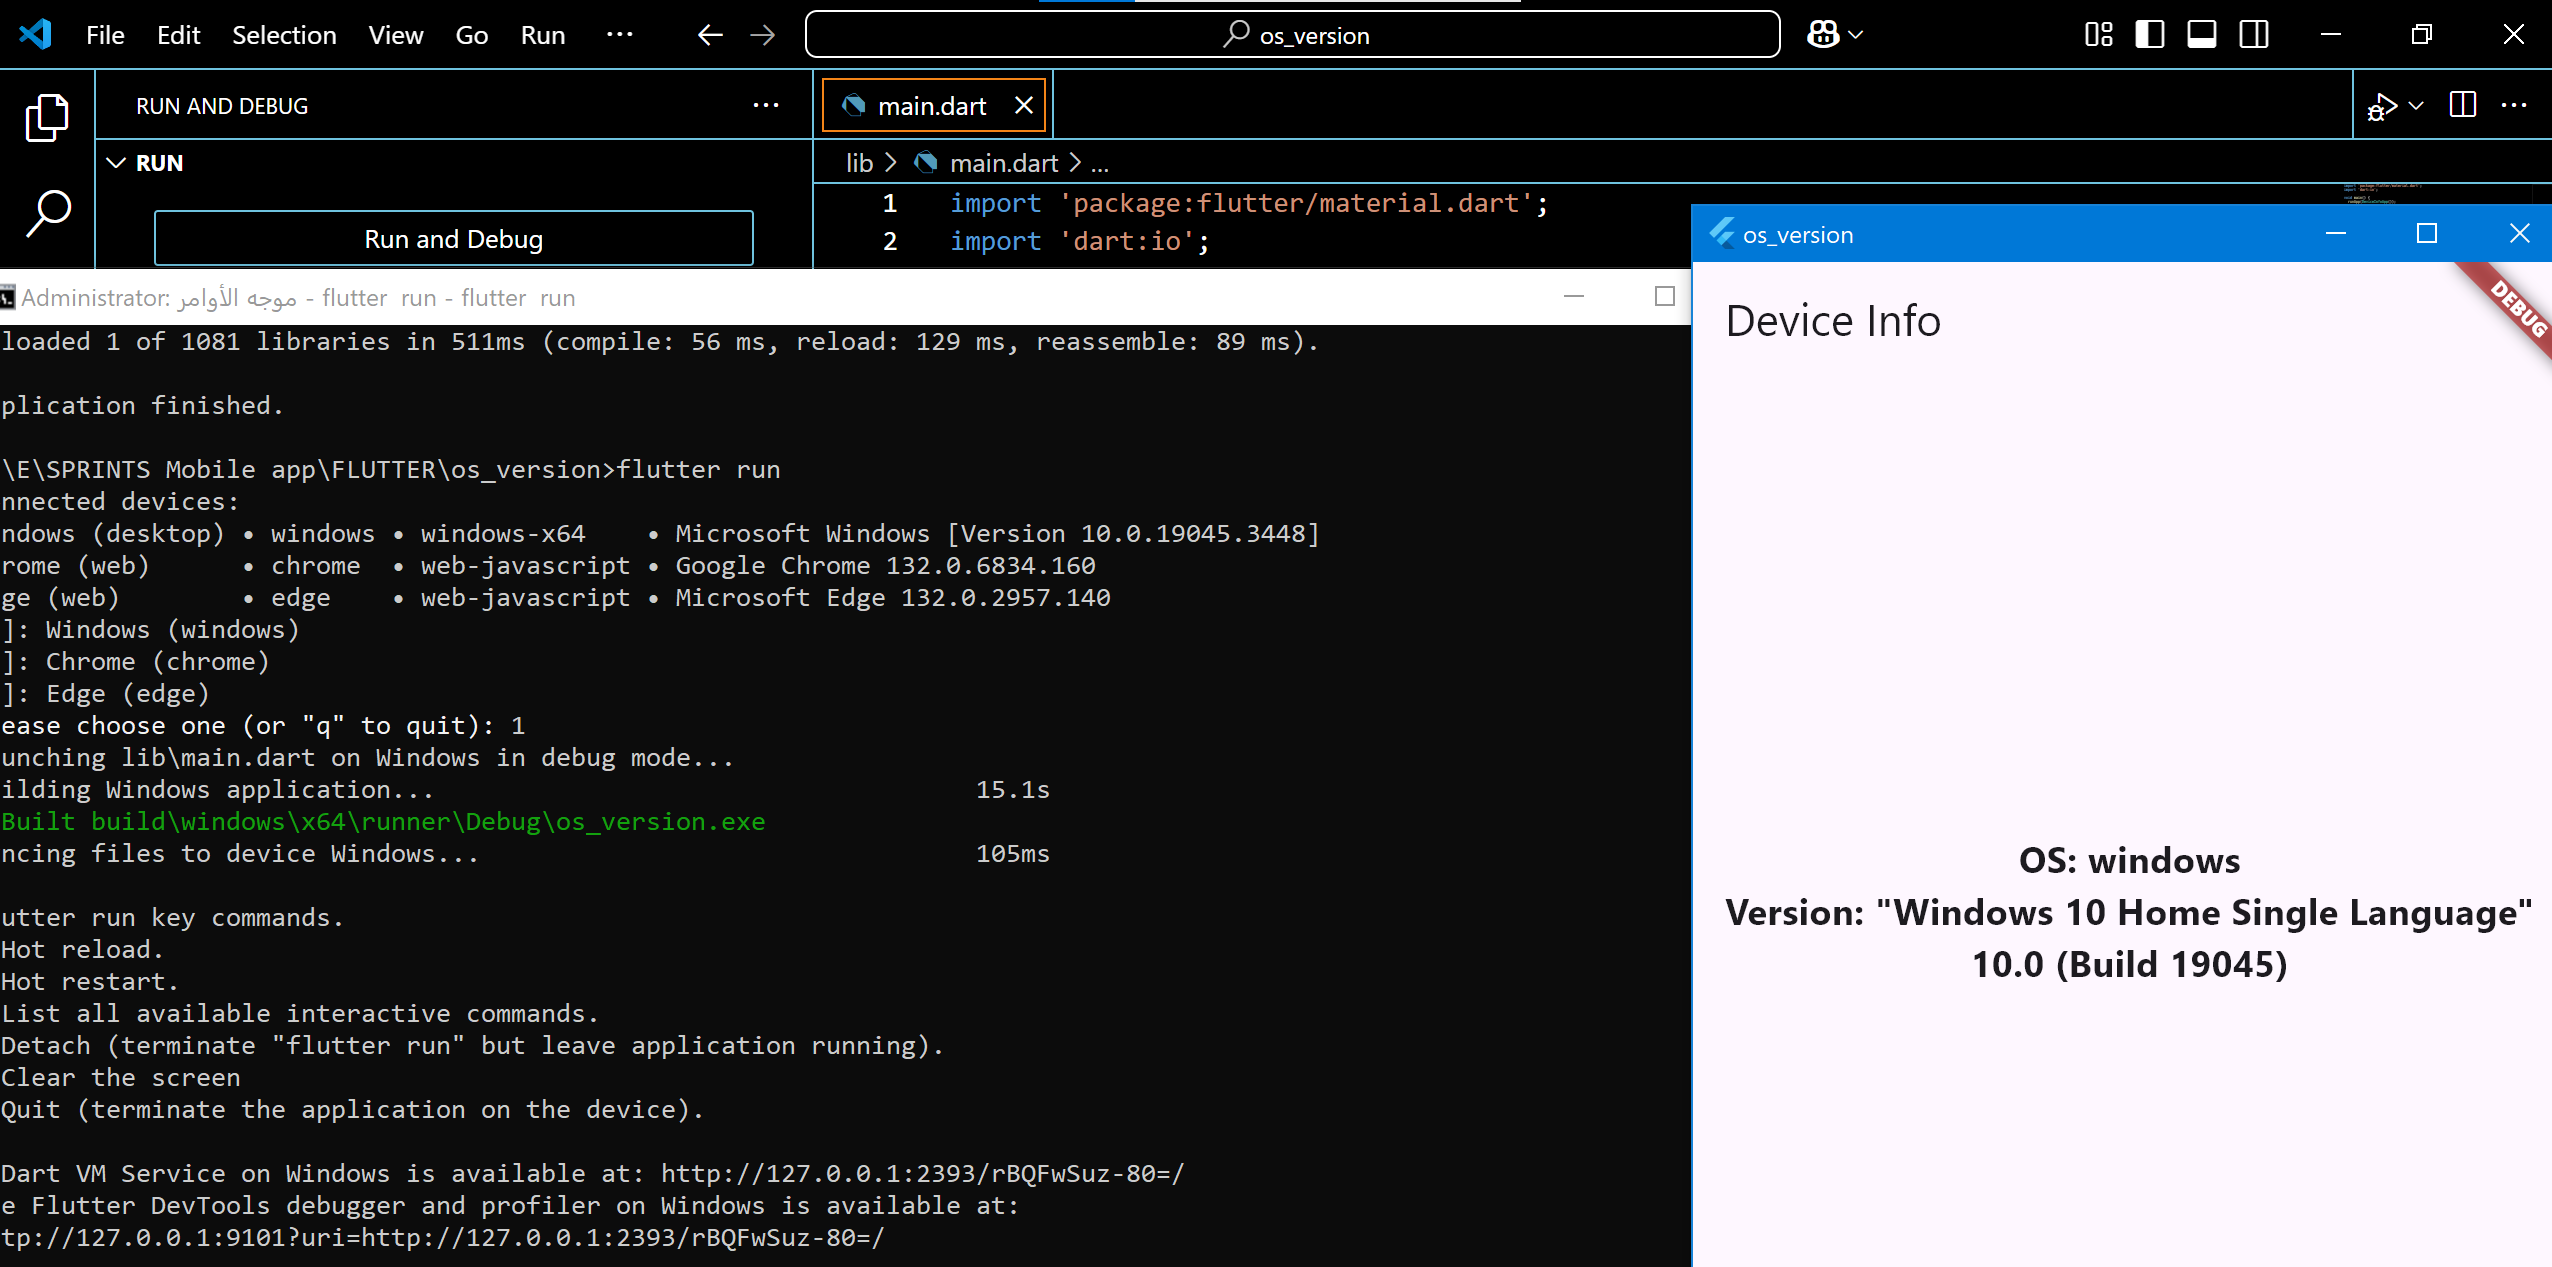 File Edit Selection View Go Run ···
os_version
RUN AND DEBUG
RUN
Run and Debug
main.dart
lib > main.dart > ...
1 import 'package:flutter/material.dart';
2 import 'dart:io';
Administrator: موجه الأوامر - flutter  run - flutter  run
loaded 1 of 1081 libraries in 511ms (compile: 56 ms, reload: 129 ms, reassemble: 89 ms).
plication finished.
\E\SPRINTS Mobile app\FLUTTER\os_version>flutter run
nnected devices:
ndows (desktop) • windows • windows-x64    • Microsoft Windows [Version 10.0.19045.3448]
rome (web)      • chrome  • web-javascript • Google Chrome 132.0.6834.160
ge (web)        • edge    • web-javascript • Microsoft Edge 132.0.2957.140
]: Windows (windows)
]: Chrome (chrome)
]: Edge (edge)
ease choose one (or "q" to quit): 1
unching lib\main.dart on Windows in debug mode...
ilding Windows application...                                    15.1s
Built build\windows\x64\runner\Debug\os_version.exe
ncing files to device Windows...                                 105ms
utter run key commands.
Hot reload.
Hot restart.
List all available interactive commands.
Detach (terminate "flutter run" but leave application running).
Clear the screen
Quit (terminate the application on the device).
Dart VM Service on Windows is available at: http://127.0.0.1:2393/rBQFwSuz-80=/
e Flutter DevTools debugger and profiler on Windows is available at:
tp://127.0.0.1:9101?uri=http://127.0.0.1:2393/rBQFwSuz-80=/
os_version
DEBUG
Device Info
OS: windows
Version: "Windows 10 Home Single Language"
10.0 (Build 19045)